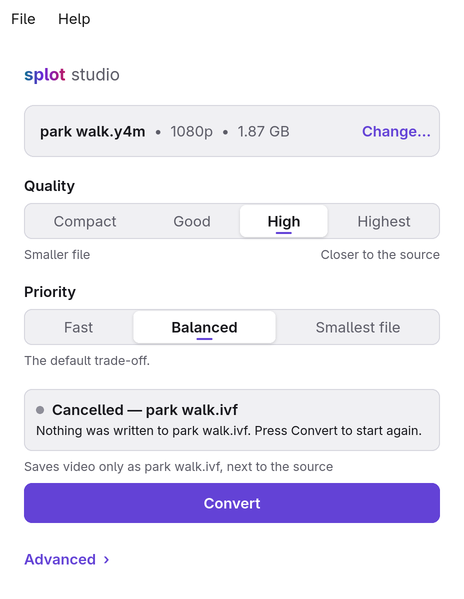 File Help
splot studio
park walk.y4m • 1080p • 1.87 GB Change...
Quality
Compact Good High Highest
Smaller file Closer to the source
Priority
Fast Balanced Smallest file
The default trade-off.
Cancelled — park walk.ivf
Nothing was written to park walk.ivf. Press Convert to start again.
Saves video only as park walk.ivf, next to the source
Convert
Advanced ›